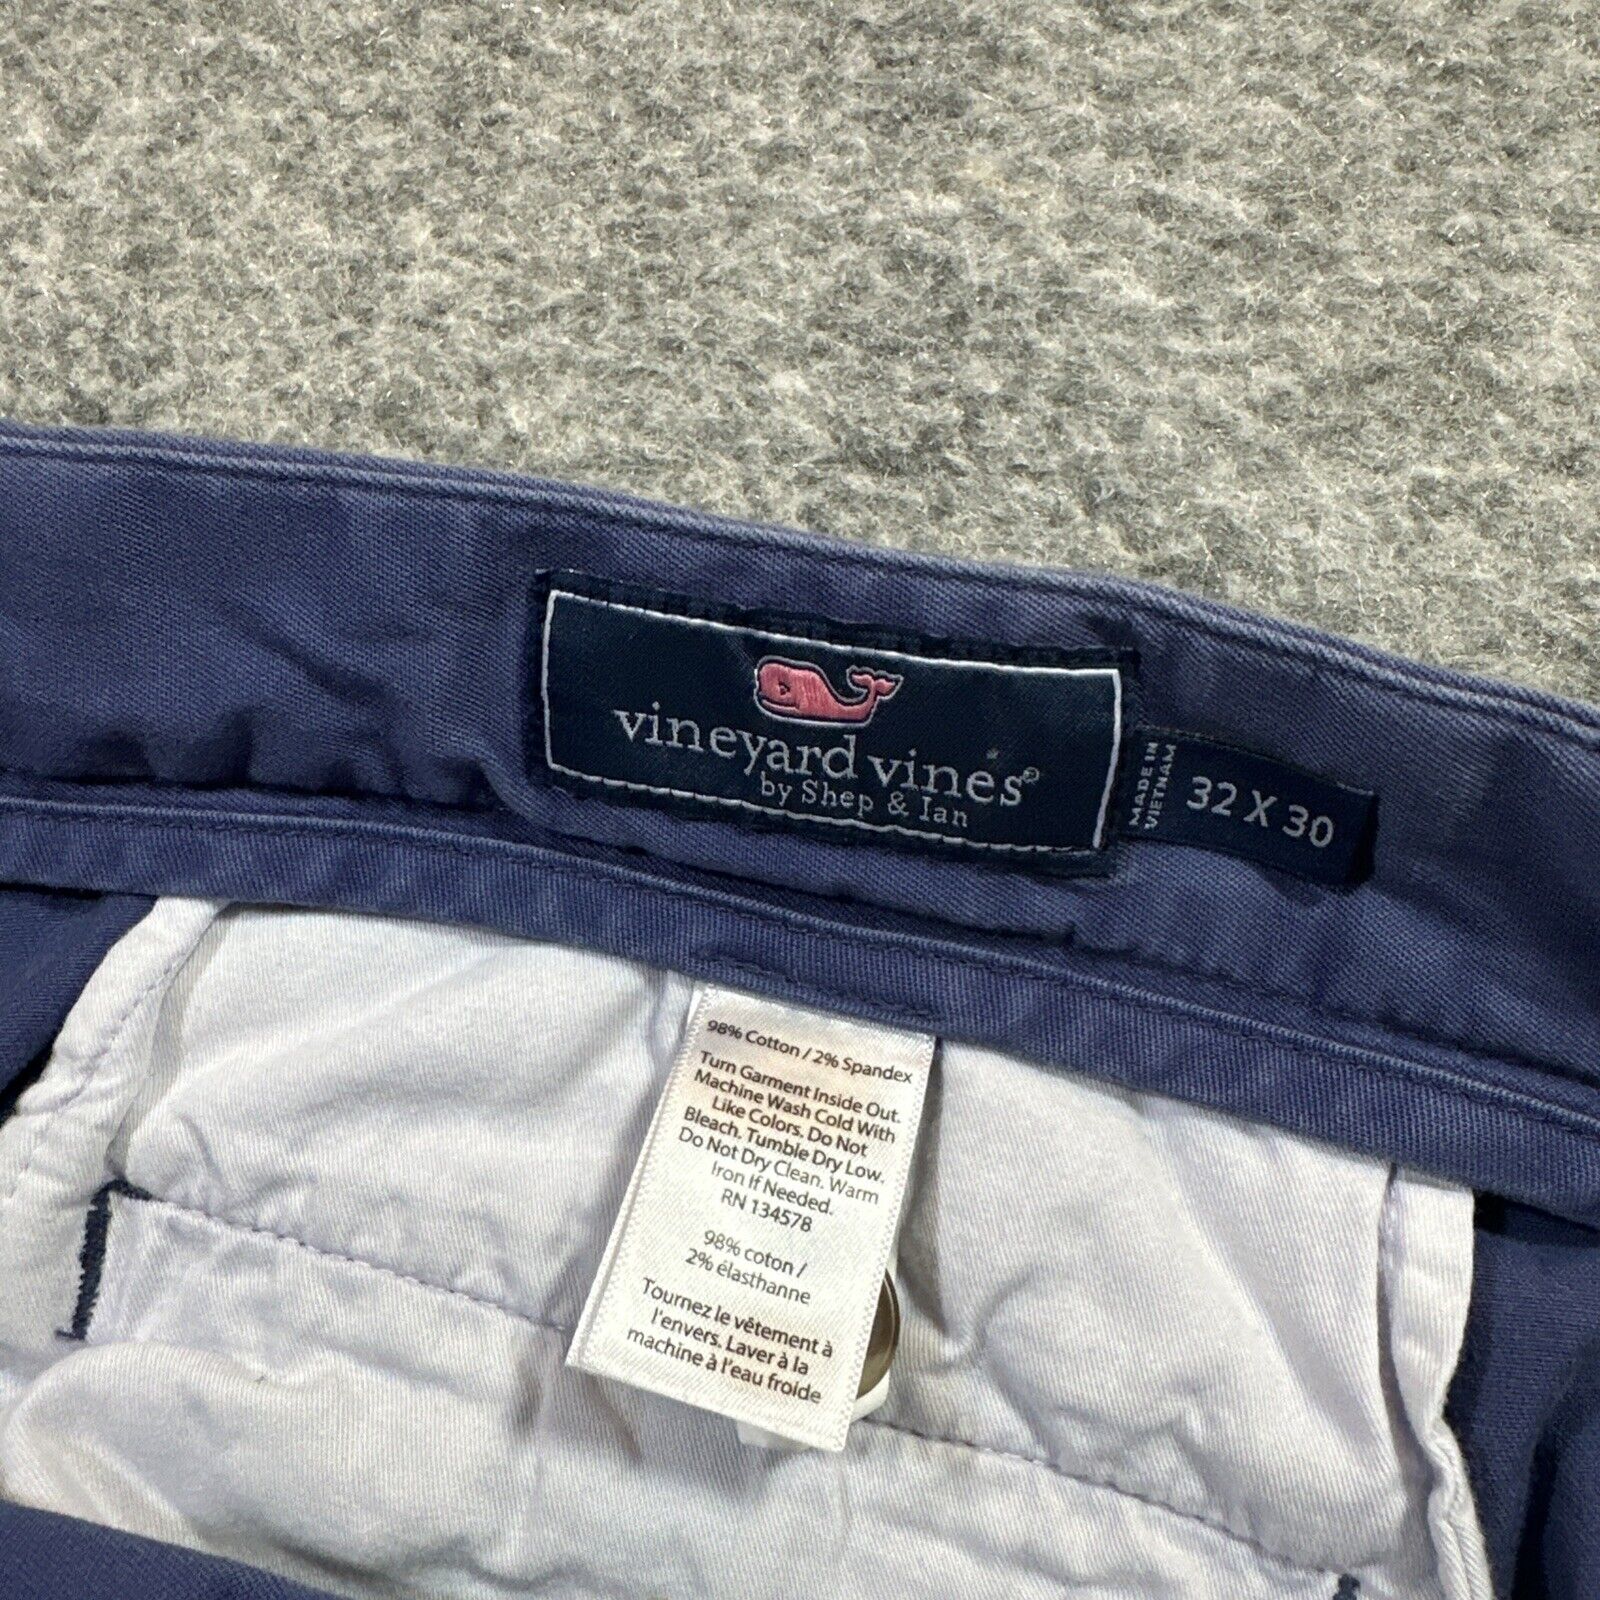 vineyard vines®
by Shep & Ian
MADE IN
VIETNAM
32 X 30
98% Cotton / 2% Spandex
Turn Garment Inside Out.
Machine Wash Cold With
Like Colors. Do Not
Bleach. Tumble Dry Low.
Do Not Dry Clean. Warm
Iron If Needed.
RN 134578
98% coton /
2% élasthanne
Tournez le vêtement à
l'envers. Laver à la
machine à l'eau froide